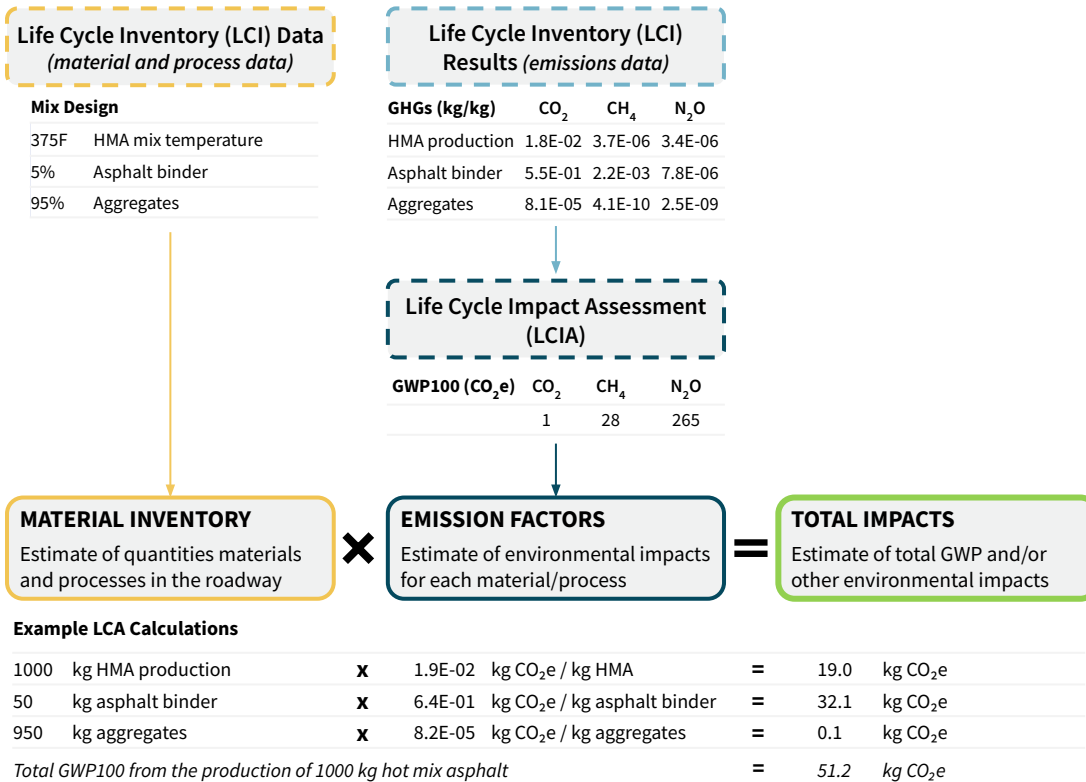 Life Cycle Inventory (LCI) Data
(material and process data)
Mix Design
375F HMA mix temperature
5% Asphalt binder
95% Aggregates
Life Cycle Inventory (LCI)
Results (emissions data)
GHGs (kg/kg) CO₂ CH₄ N₂O
HMA production 1.8E-02 3.7E-06 3.4E-06
Asphalt binder 5.5E-01 2.2E-03 7.8E-06
Aggregates 8.1E-05 4.1E-10 2.5E-09
Life Cycle Impact Assessment
(LCIA)
GWP100 (CO₂e) CO₂ CH₄ N₂O
1 28 265
MATERIAL INVENTORY
Estimate of quantities materials
and processes in the roadway
×
EMISSION FACTORS
Estimate of environmental impacts
for each material/process
=
TOTAL IMPACTS
Estimate of total GWP and/or
other environmental impacts
Example LCA Calculations
1000 kg HMA production x 1.9E-02 kg CO₂e / kg HMA = 19.0 kg CO₂e
50 kg asphalt binder x 6.4E-01 kg CO₂e / kg asphalt binder = 32.1 kg CO₂e
950 kg aggregates x 8.2E-05 kg CO₂e / kg aggregates = 0.1 kg CO₂e
Total GWP100 from the production of 1000 kg hot mix asphalt = 51.2 kg CO₂e